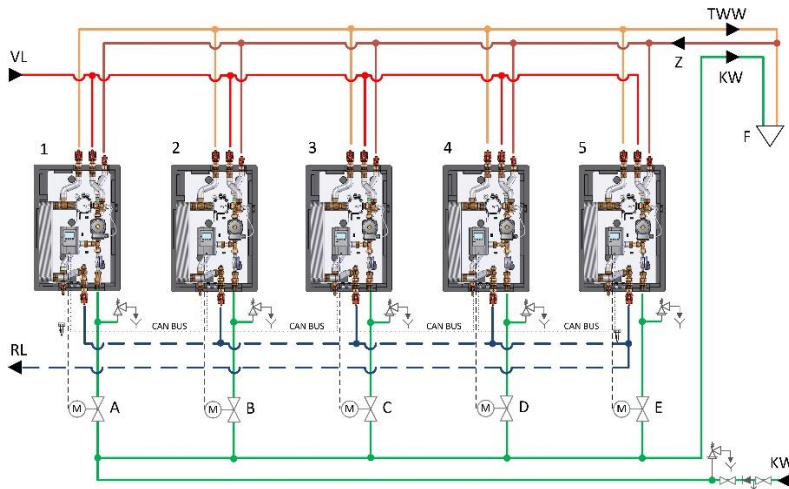 TWW
VL
Z
KW
1 2 3 4 5
F
CAN BUS CAN BUS CAN BUS CAN BUS
RL
M A M B M C M D M E
KW